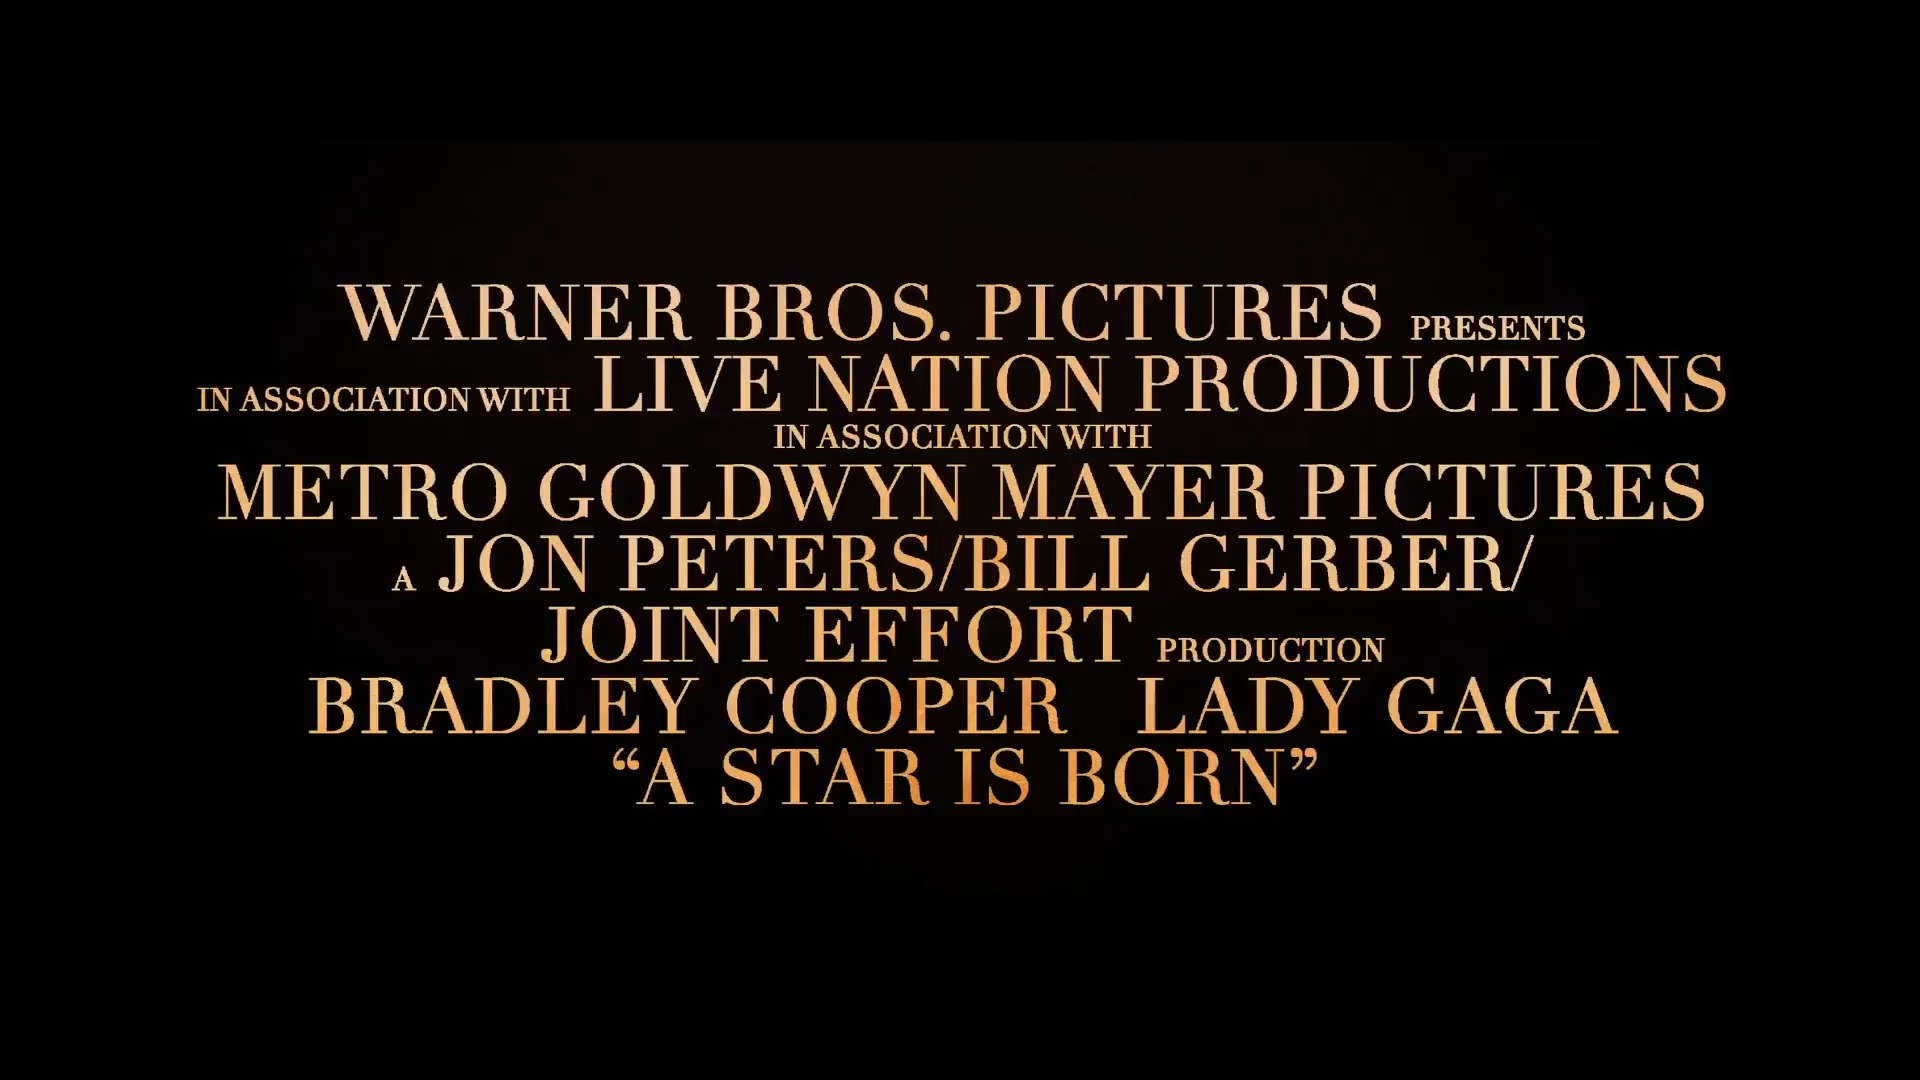 WARNER BROS. PICTURES PRESENTS
IN ASSOCIATION WITH LIVE NATION PRODUCTIONS
IN ASSOCIATION WITH
METRO GOLDWYN MAYER PICTURES
A JON PETERS/BILL GERBER/
JOINT EFFORT PRODUCTION
BRADLEY COOPER LADY GAGA
“A STAR IS BORN”